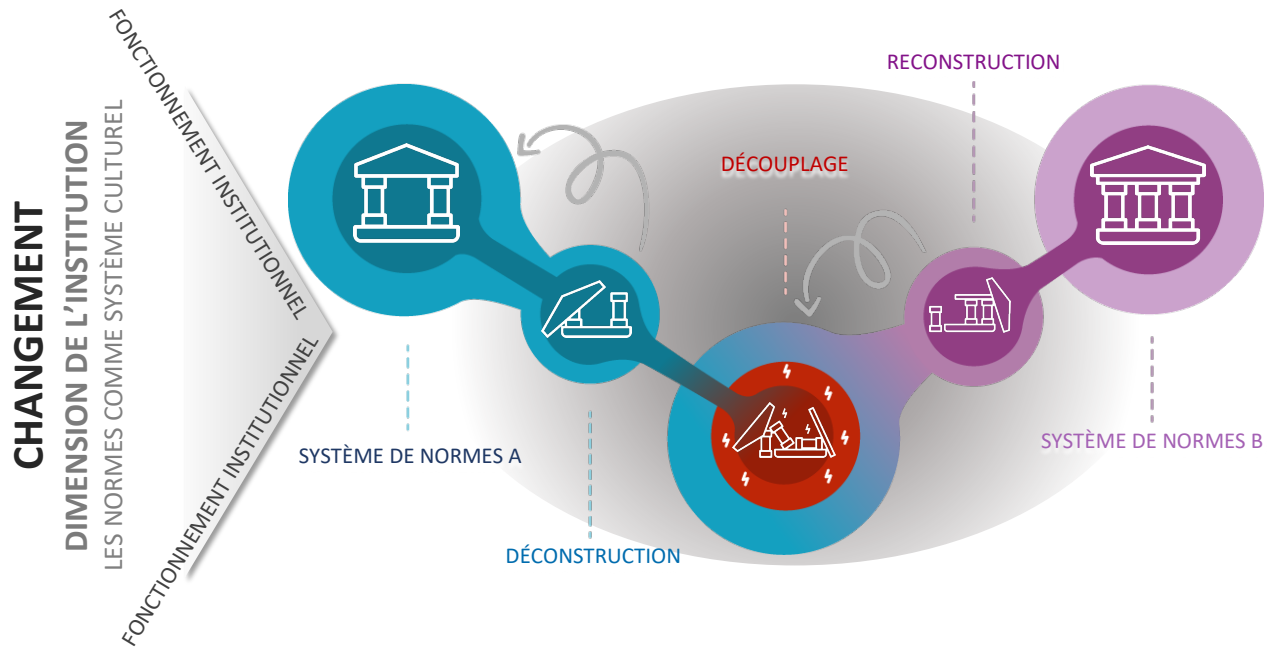 CHANGEMENT
DIMENSION DE L'INSTITUTION
LES NORMES COMME SYSTÈME CULTUREL
FONCTIONNEMENT INSTITUTIONNEL
FONCTIONNEMENT INSTITUTIONNEL
SYSTÈME DE NORMES A
DÉCONSTRUCTION
DÉCOUPLAGE
RECONSTRUCTION
SYSTÈME DE NORMES B